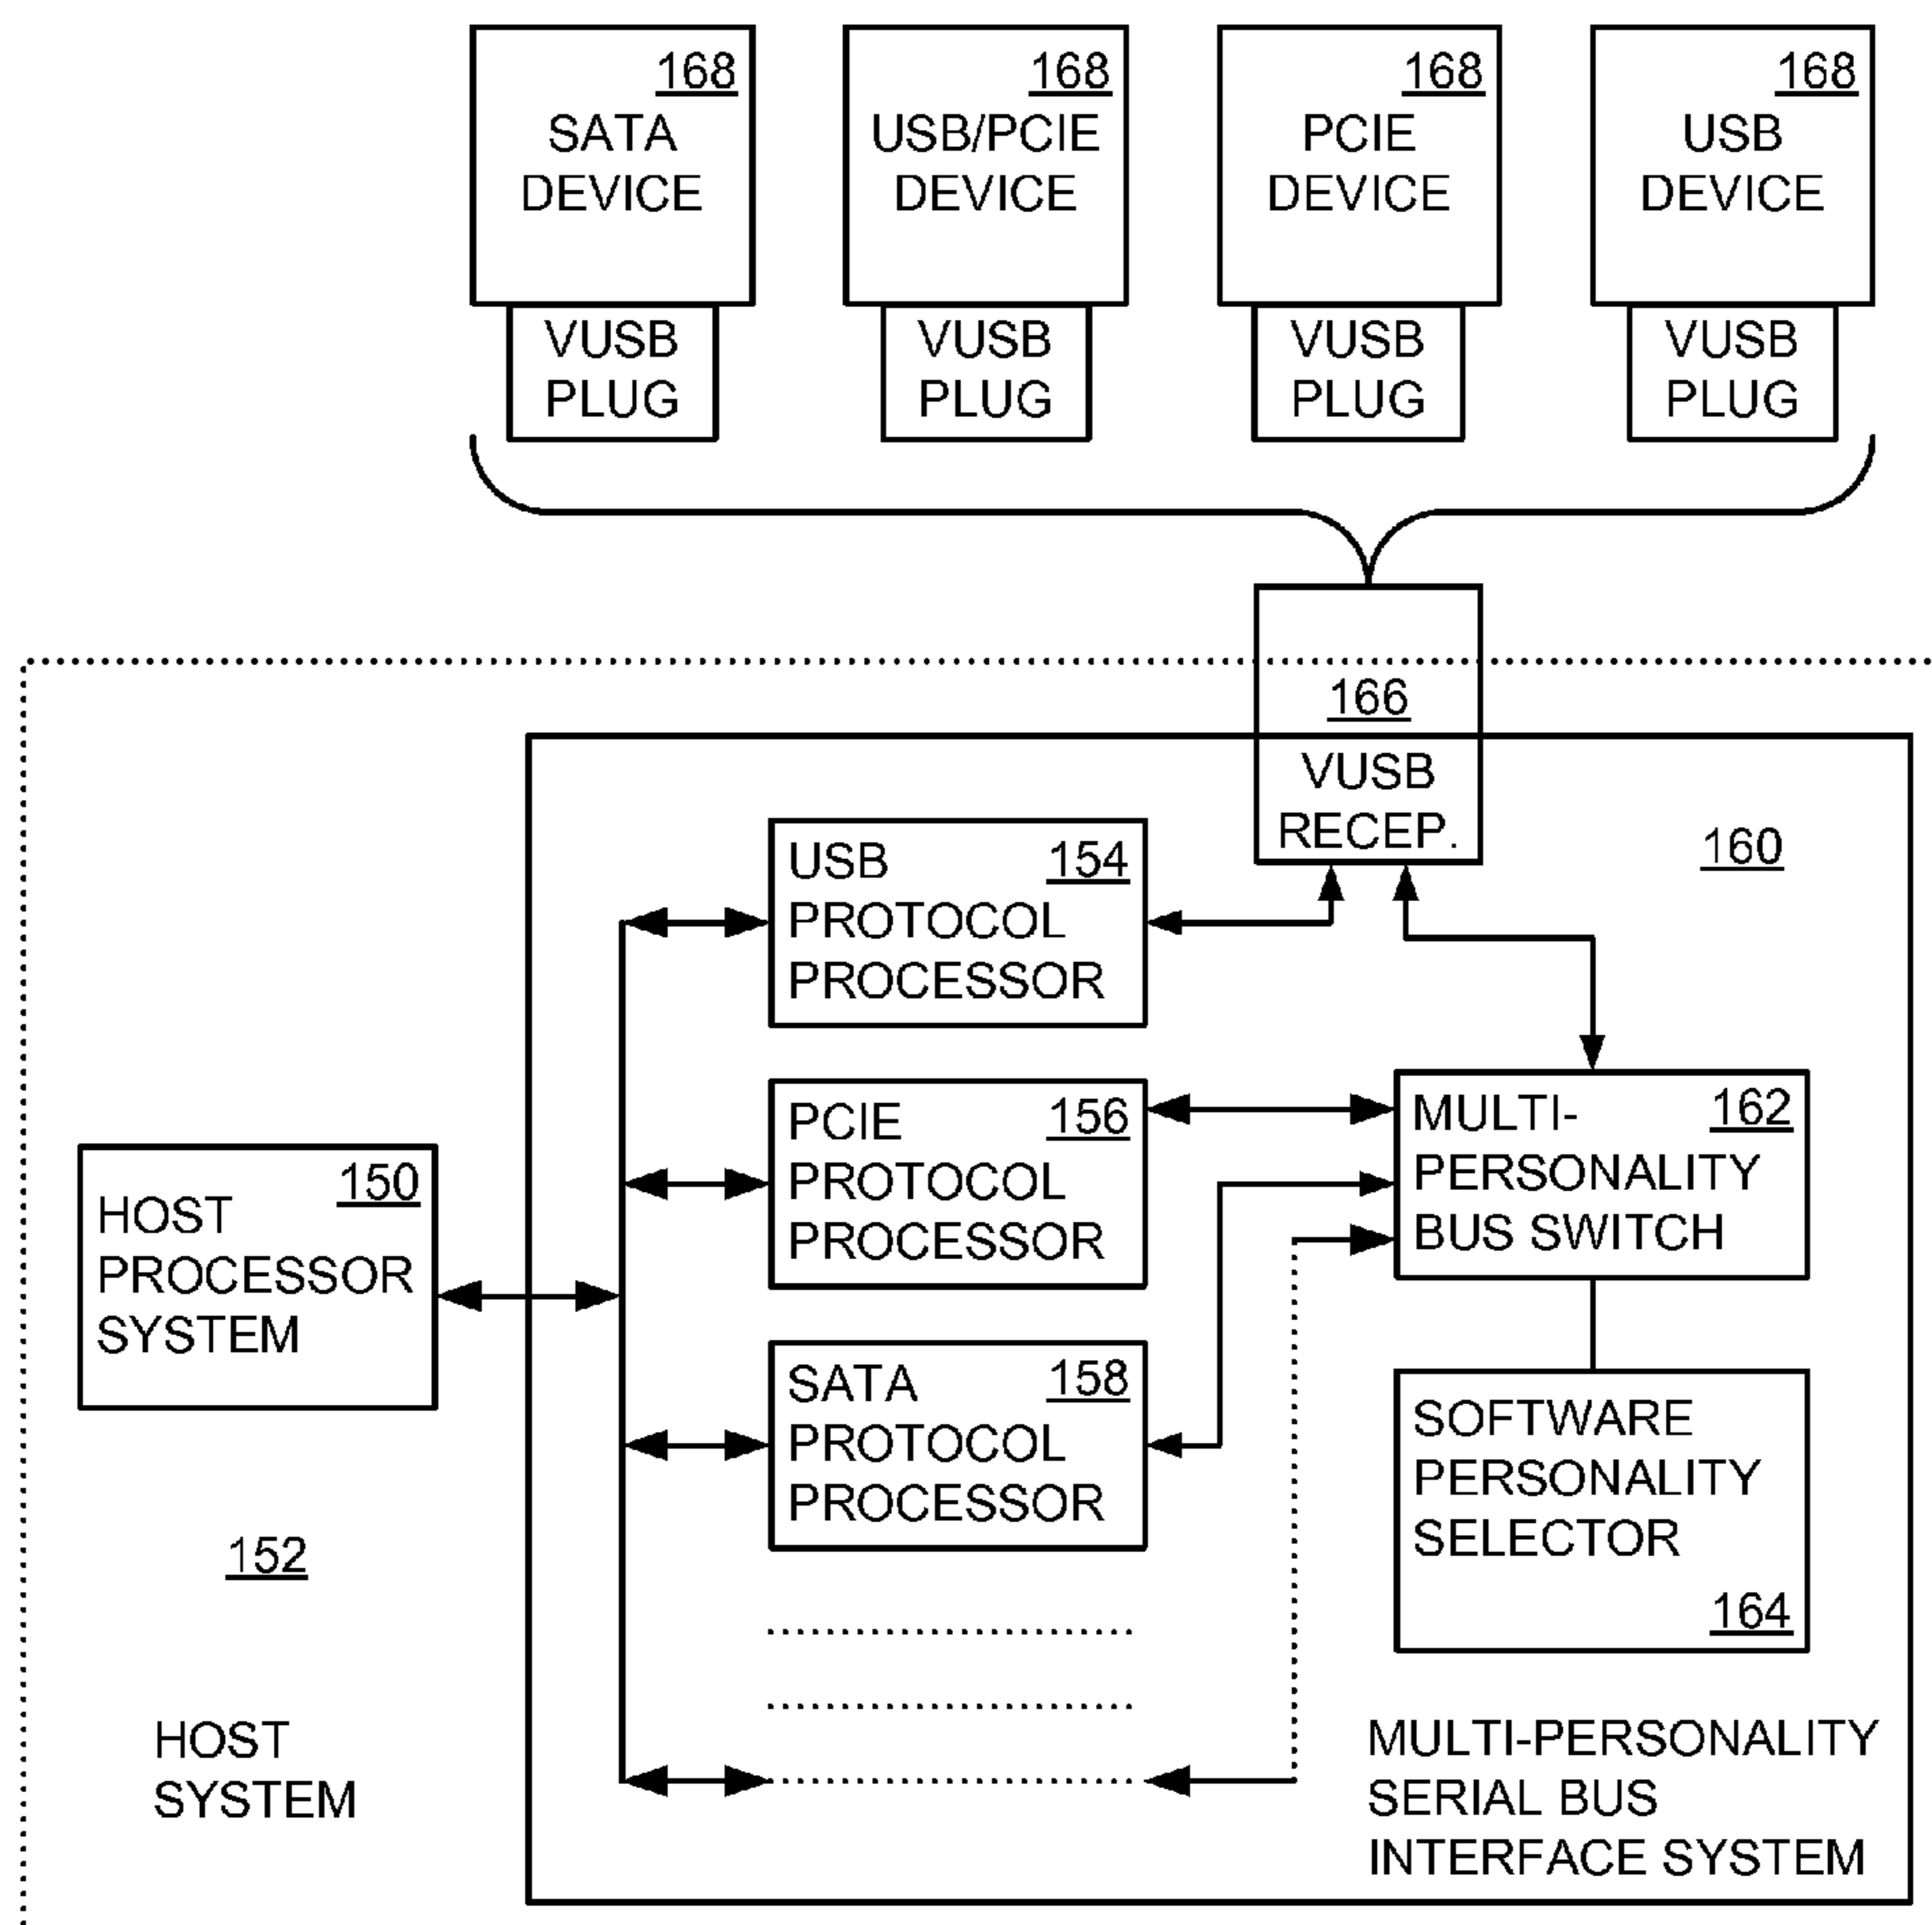 168
SATA
DEVICE
VUSB
PLUG
168
USB/PCIE
DEVICE
VUSB
PLUG
168
PCIE
DEVICE
VUSB
PLUG
168
USB
DEVICE
VUSB
PLUG
166
VUSB
RECEP.
160
USB 154
PROTOCOL
PROCESSOR
PCIE 156
PROTOCOL
PROCESSOR
MULTI- 162
PERSONALITY
BUS SWITCH
150
HOST
PROCESSOR
SYSTEM
SATA 158
PROTOCOL
PROCESSOR
SOFTWARE
PERSONALITY
SELECTOR
164
152
HOST
SYSTEM
MULTI-PERSONALITY
SERIAL BUS
INTERFACE SYSTEM